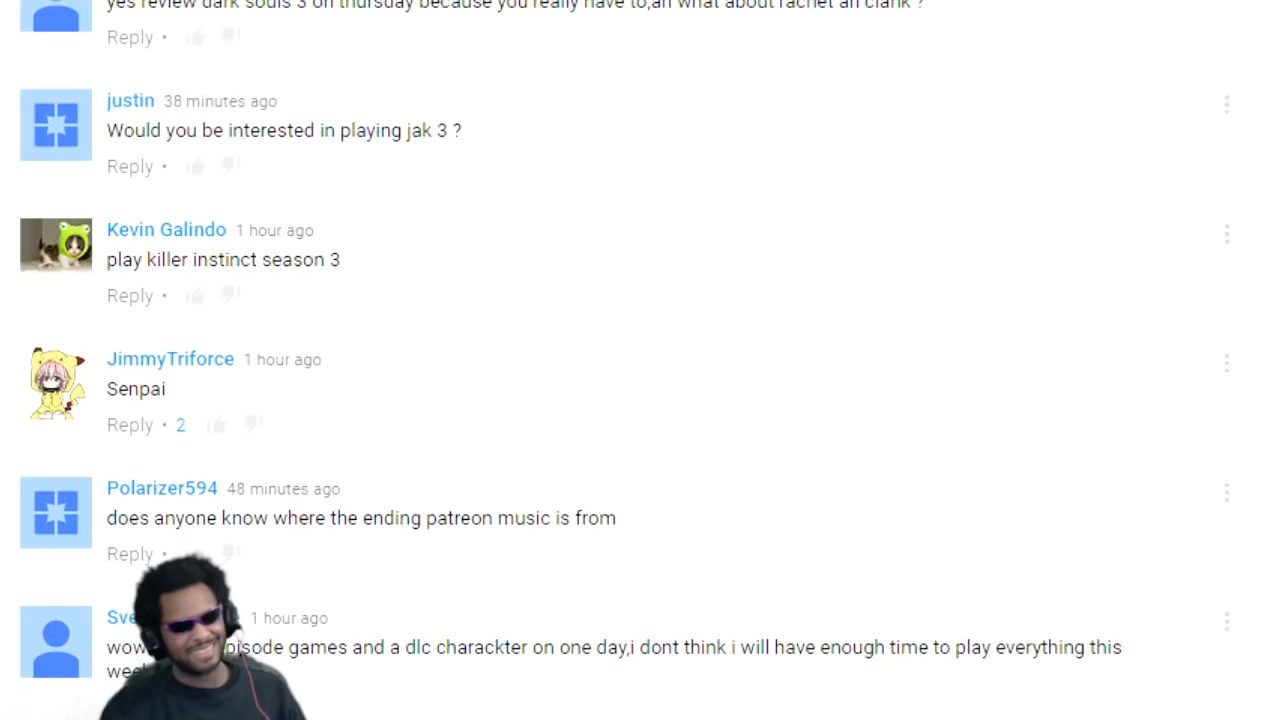 yes review dark souls 3 on thursday because you really have to,an what about rachet an clank ?
Reply •
justin 38 minutes ago
Would you be interested in playing jak 3 ?
Reply •
Kevin Galindo 1 hour ago
play killer instinct season 3
Reply •
JimmyTriforce 1 hour ago
Senpai
Reply • 2
Polarizer594 48 minutes ago
does anyone know where the ending patreon music is from
Reply •
1 hour ago
games and a dlc charackter on one day,i dont think i will have enough time to play everything this